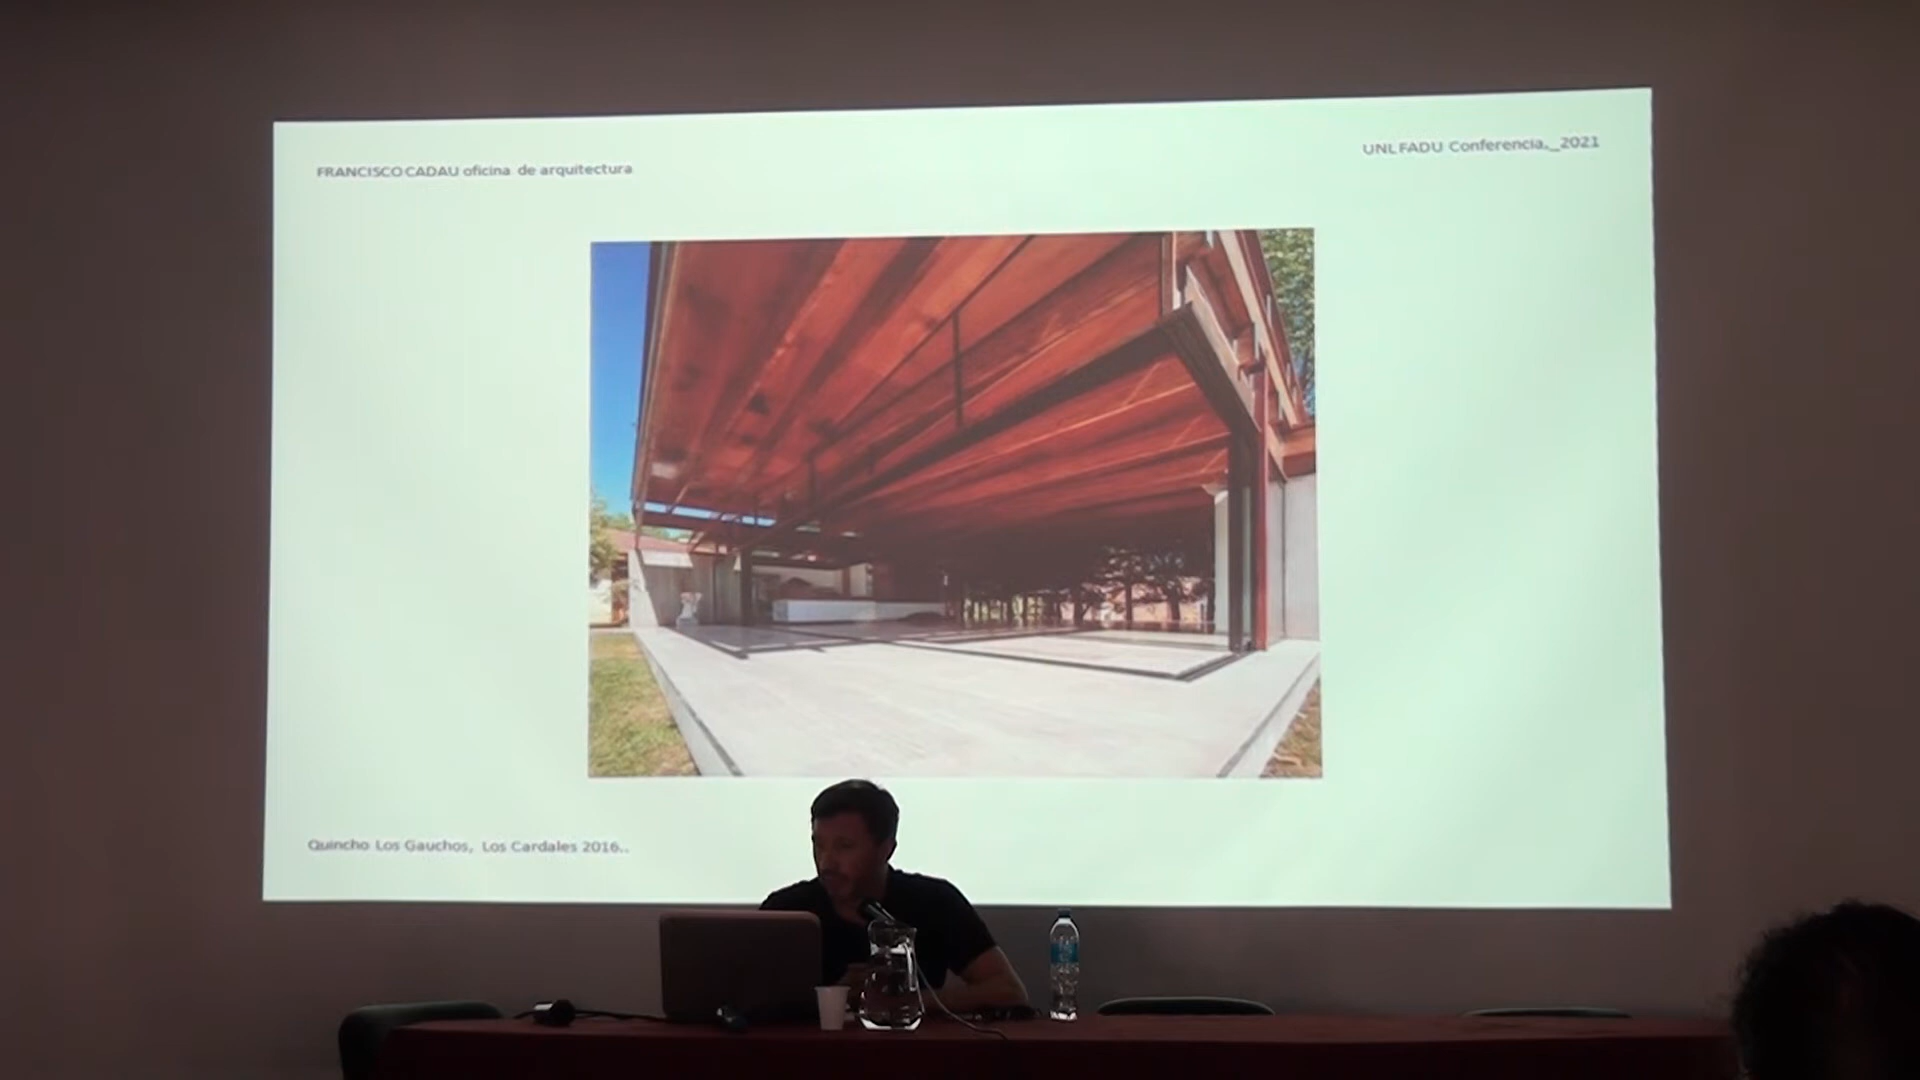 FRANCISCO CADAU oficina de arquitectura
UNL FADU Conferencia._2021
Quincho Los Gauchos, Los Cardales 2016..